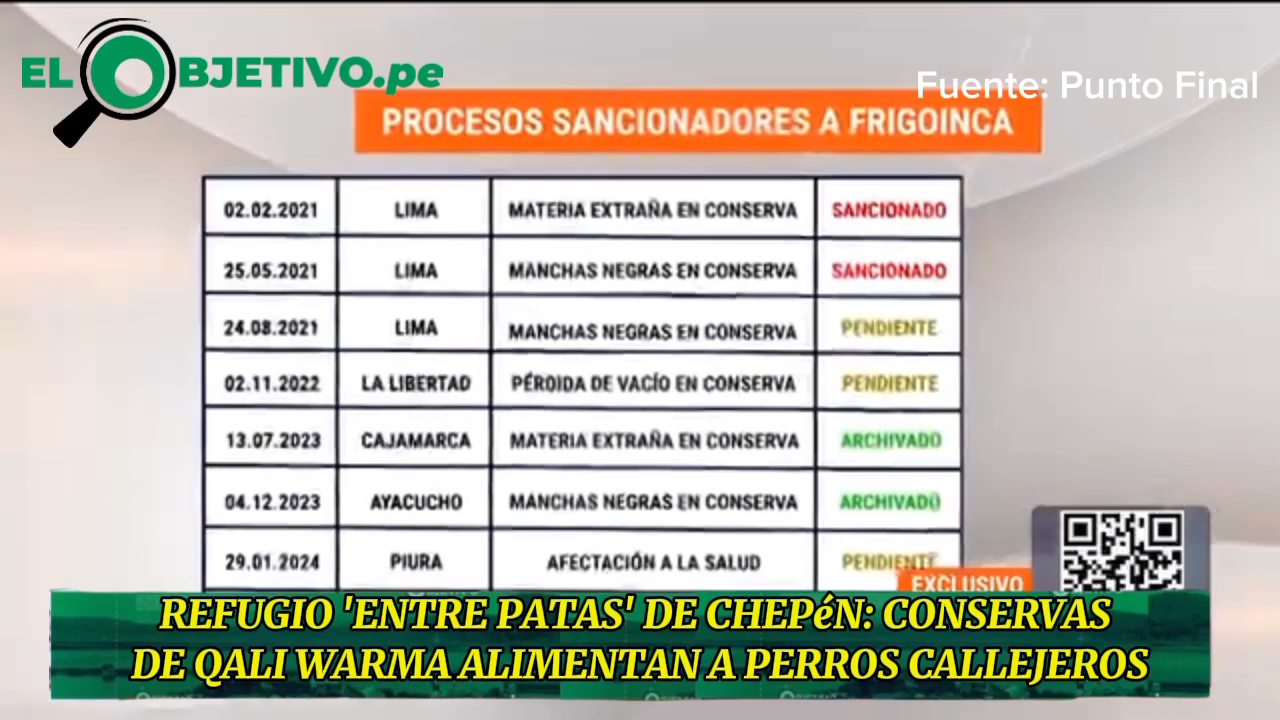 EL OBJETIVO.pe
Fuente: Punto Final
PROCESOS SANCIONADORES A FRIGOINCA
02.02.2021 LIMA MATERIA EXTRAÑA EN CONSERVA SANCIONADO
25.05.2021 LIMA MANCHAS NEGRAS EN CONSERVA SANCIONADO
24.08.2021 LIMA MANCHAS NEGRAS EN CONSERVA PENDIENTE
02.11.2022 LA LIBERTAD PÉRDIDA DE VACÍO EN CONSERVA PENDIENTE
13.07.2023 CAJAMARCA MATERIA EXTRAÑA EN CONSERVA ARCHIVADO
04.12.2023 AYACUCHO MANCHAS NEGRAS EN CONSERVA ARCHIVADO
29.01.2024 PIURA AFECTACIÓN A LA SALUD PENDIENTE
EXCLUSIVO
REFUGIO 'ENTRE PATAS' DE CHEPéN: CONSERVAS
DE QALI WARMA ALIMENTAN A PERROS CALLEJEROS